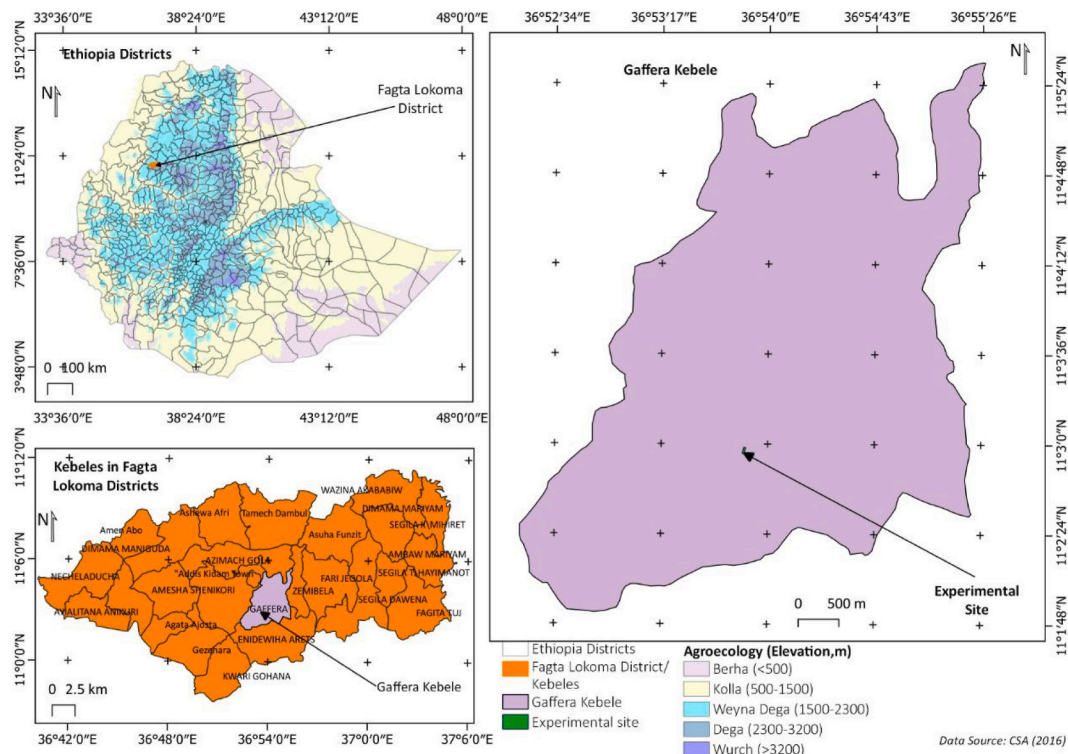 33°36'0"E
38°24'0"E
43°12'0"E
48°0'0"E
15°12'0"N
11°24'0"N
7°36'0"N
3°48'0"N
Ethiopia Districts
N
Fagta Lokoma
District
0 100 km
33°36'0"E
38°24'0"E
43°12'0"E
48°0'0"E
11°12'0"N
11°6'0"N
11°0'0"N
Kebeles in Fagta
Lokoma Districts
N
WAZINA AKABABIW
DIMAMA MARIYAM
Ashewa Afri
Tamech Dambul
SEGILA K MIHIRET
Amen Abo
Asuha Funzit
DIMAMA MANIGUDA
AMBAW MARIYAM
AZIMACH GOLA
NECHELADUCHA
"Addis Kidam Town
FARI JEGOLA
SEGILA T.HAYIMANOT
AMESHA SHENIKORI
ZEMIBELA
SEGILA DAWENA
AYIALITANA ANIKURI
GAFFERA
FAGITA TUJ
Agata Ajosta
ENIDEWIHA ARETS
Gezehara
KWARI GOHANA
Gaffera Kebele
0 2.5 km
36°42'0"E
36°48'0"E
36°54'0"E
37°0'0"E
37°6'0"E
36°52'34"E
36°53'17"E
36°54'0"E
36°54'43"E
36°55'26"E
Gaffera Kebele
N
11°5'24"N
11°4'48"N
11°4'12"N
11°3'36"N
11°3'0"N
11°2'24"N
11°1'48"N
Experimental
Site
0 500 m
Ethiopia Districts
Fagta Lokoma District/
Kebeles
Gaffera Kebele
Experimental site
Agroecology (Elevation,m)
Berha (<500)
Kolla (500-1500)
Weyna Dega (1500-2300)
Dega (2300-3200)
Wurch (>3200)
Data Source: CSA (2016)